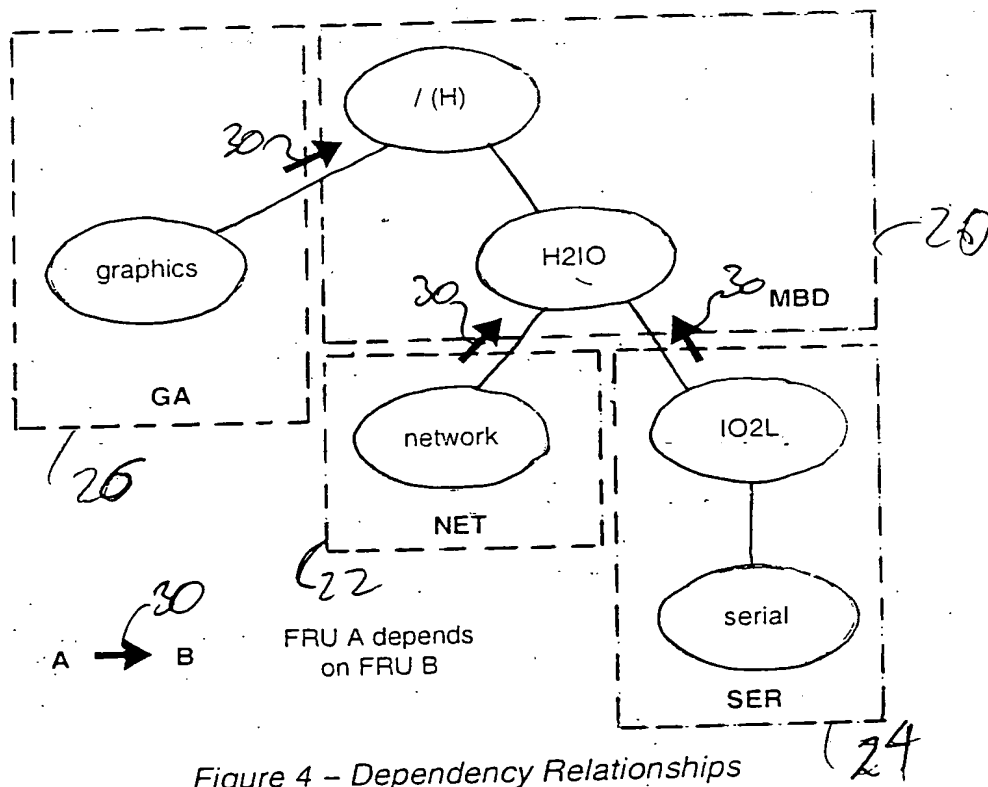 / (H)
30
graphics
H2IO
20
30
30
MBD
GA
network
IO2L
26
NET
22
serial
30
A
B
FRU A depends
on FRU B
SER
24
Figure 4 – Dependency Relationships